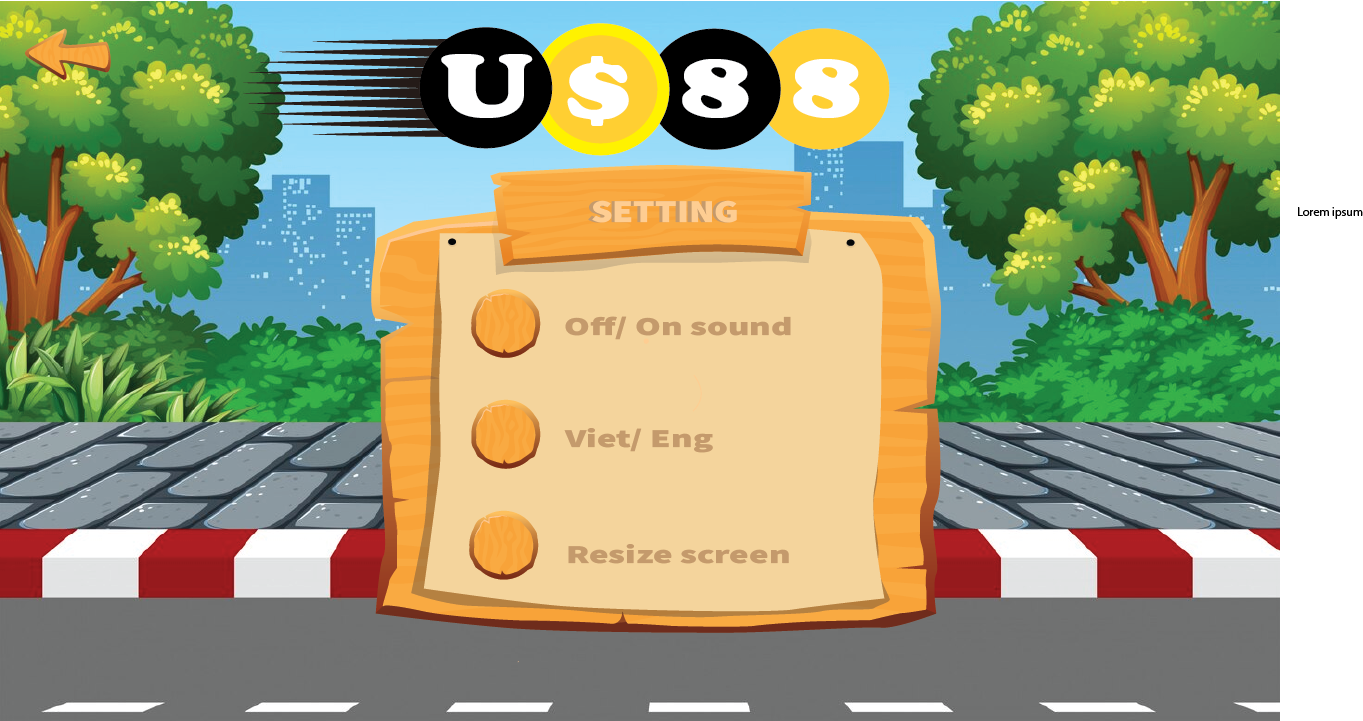 U$88
SETTING
Off/ On sound
Viet/ Eng
Resize screen
Lorem ipsum